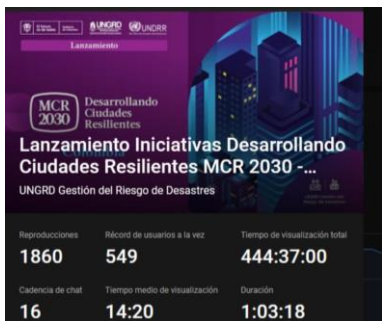 UNGRD
UNDRR
Lanzamiento
MCR
2030
Desarrollando
Ciudades
Resilientes
Lanzamiento Iniciativas Desarrollando
Ciudades Resilientes MCR 2030 -...
UNGRD Gestión del Riesgo de Desastres
Reproducciones
Récord de usuarios a la vez
Tiempo de visualización total
1860
549
444:37:00
Cadencia de chat
Tiempo medio de visualización
Duración
16
14:20
1:03:18